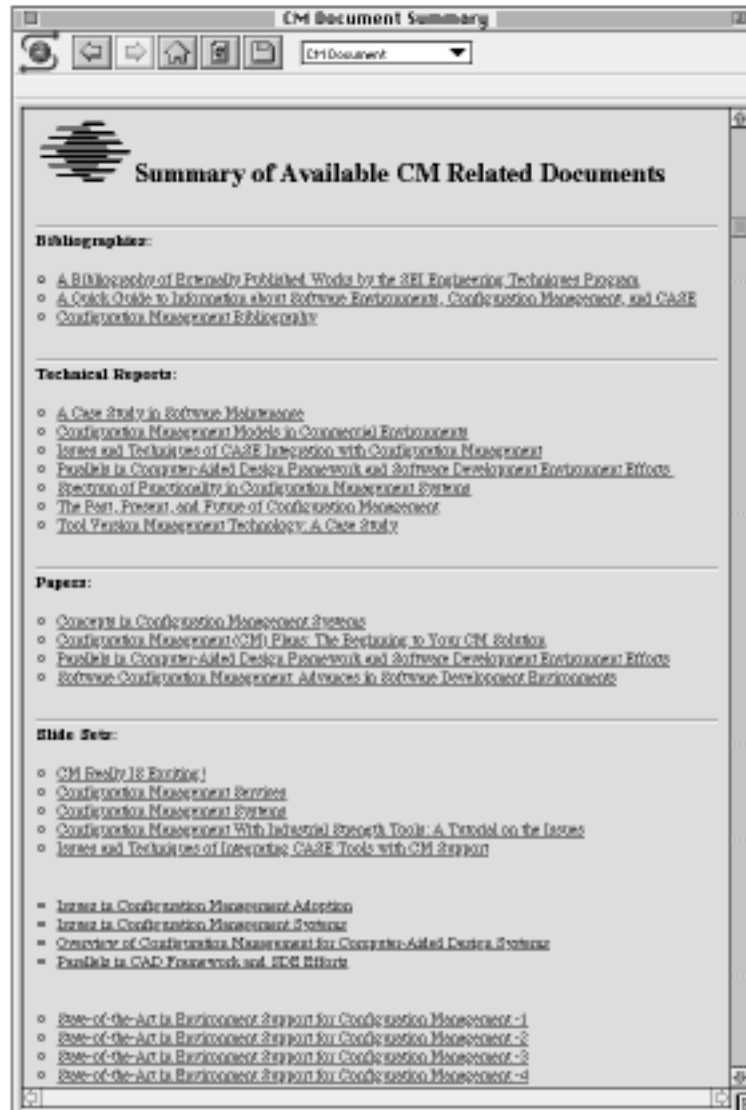 CM Document Summary
CM Document
Summary of Available CM Related Documents
Bibliographies:
A Bibliography of Externally Published Works by the SEI Engineering Techniques Program
A Quick Guide to Information about Software Environments, Configuration Management, and CASE
Configuration Management Bibliography
Technical Reports:
A Case Study in Software Maintenance
Configuration Management Models in Commercial Environments
Issues and Techniques of CASE Integration with Configuration Management
Parallels in Computer-Aided Design Framework and Software Development Environment Efforts
Spectrum of Functionality in Configuration Management Systems
The Past, Present, and Future of Configuration Management
Tool Version Management Technology: A Case Study
Papers:
Concepts in Configuration Management Systems
Configuration Management (CM) Plans: The Beginning to Your CM Solution
Parallels in Computer-Aided Design Framework and Software Development Environment Efforts
Software Configuration Management: Advances in Software Development Environments
Slide Sets:
CM Really IS Exciting!
Configuration Management Services
Configuration Management Systems
Configuration Management With Industrial Strength Tools: A Tutorial on the Issues
Issues and Techniques of Integrating CASE Tools with CM Support
Issues in Configuration Management Adoption
Issues in Configuration Management Systems
Overview of Configuration Management for Computer-Aided Design Systems
Parallels in CAD Framework and SDE Efforts
State-of-the-Art in Environment Support for Configuration Management -1
State-of-the-Art in Environment Support for Configuration Management -2
State-of-the-Art in Environment Support for Configuration Management -3
State-of-the-Art in Environment Support for Configuration Management -4